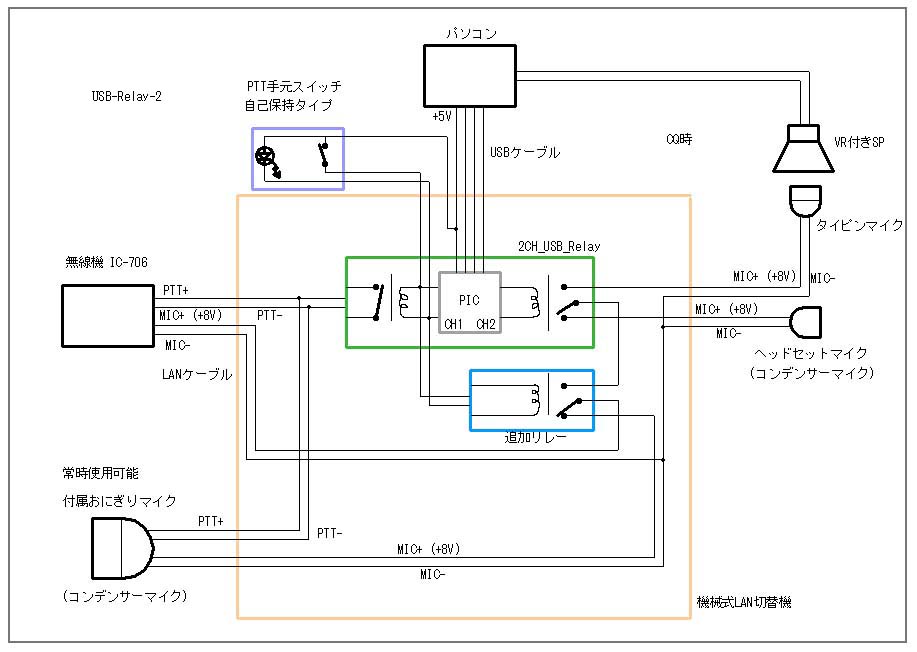 パソコン
USB-Relay-2
PTT手元スイッチ
自己保持タイプ
+5V
USBケーブル
CQ時
VR付きSP
タイピンマイク
2CH_USB_Relay
無線機 IC-706
PTT+
MIC+ (+8V)
PTT-
MIC-
LANケーブル
PIC
CH1 CH2
MIC+ (+8V)
MIC-
MIC+ (+8V)
MIC-
ヘッドセットマイク
(コンデンサーマイク)
追加リレー
常時使用可能
付属おにぎりマイク
PTT+
PTT-
MIC+ (+8V)
MIC-
(コンデンサーマイク)
機械式LAN切替機